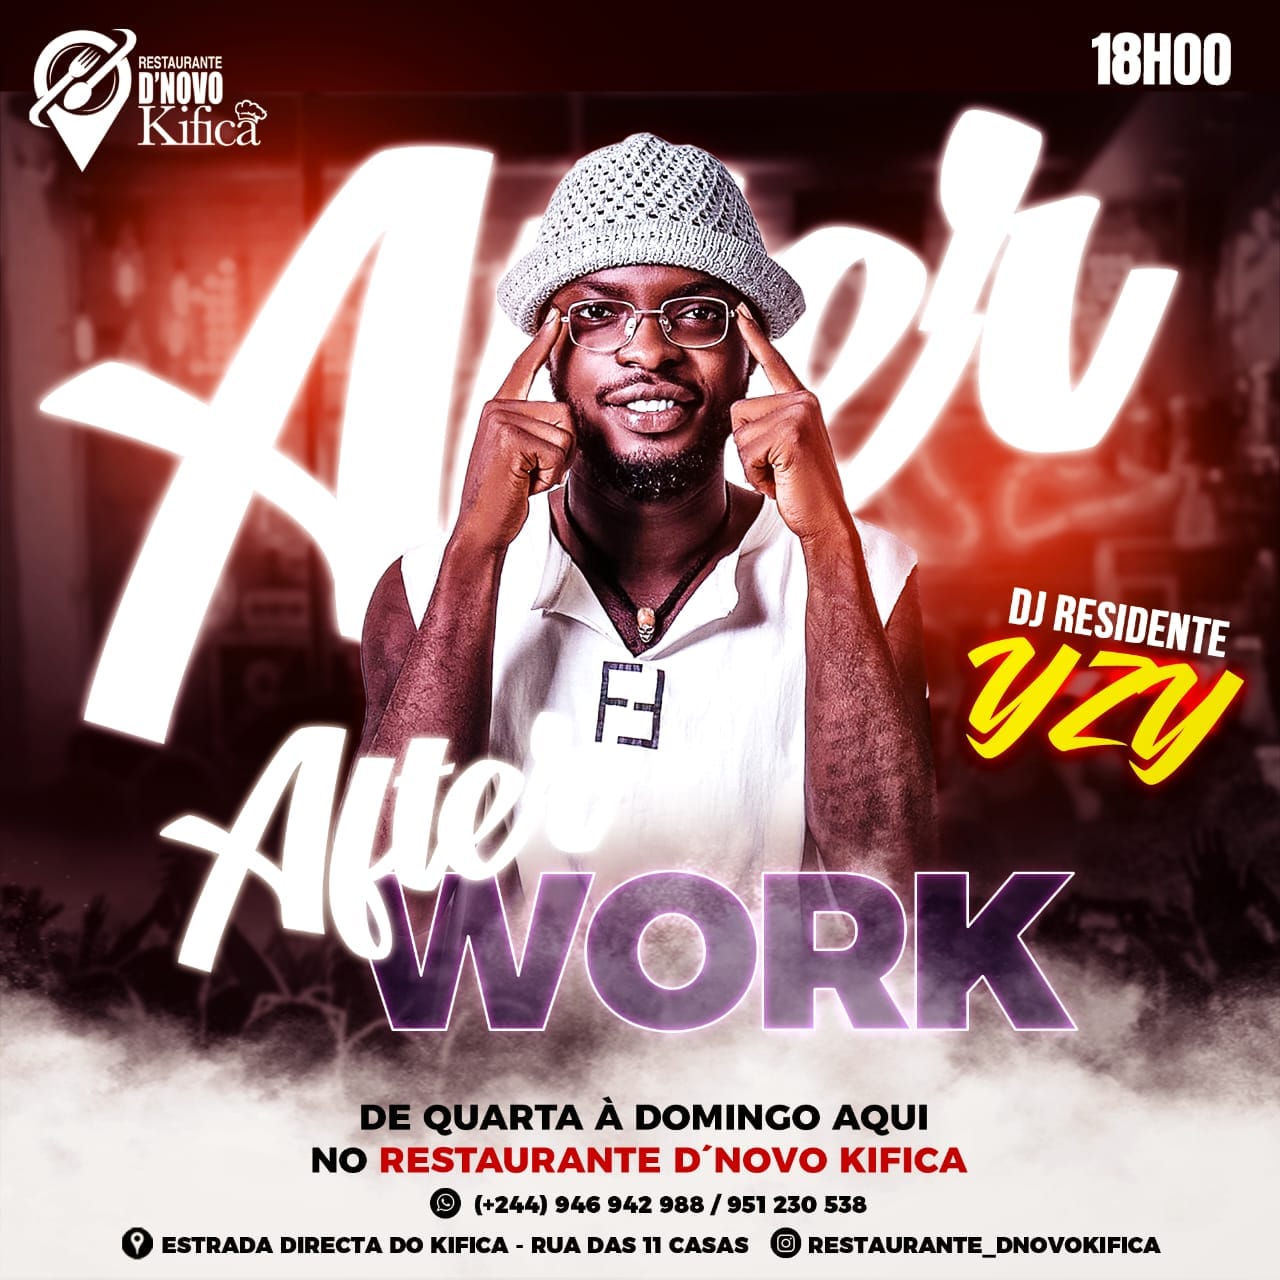 RESTAURANTE
D'NOVO
Kifica
18H00
After
DJ RESIDENTE
YZY
After
WORK
DE QUARTA À DOMINGO AQUI
NO RESTAURANTE D´NOVO KIFICA
(+244) 946 942 988 / 951 230 538
ESTRADA DIRECTA DO KIFICA - RUA DAS 11 CASAS RESTAURANTE_DNOVOKIFICA